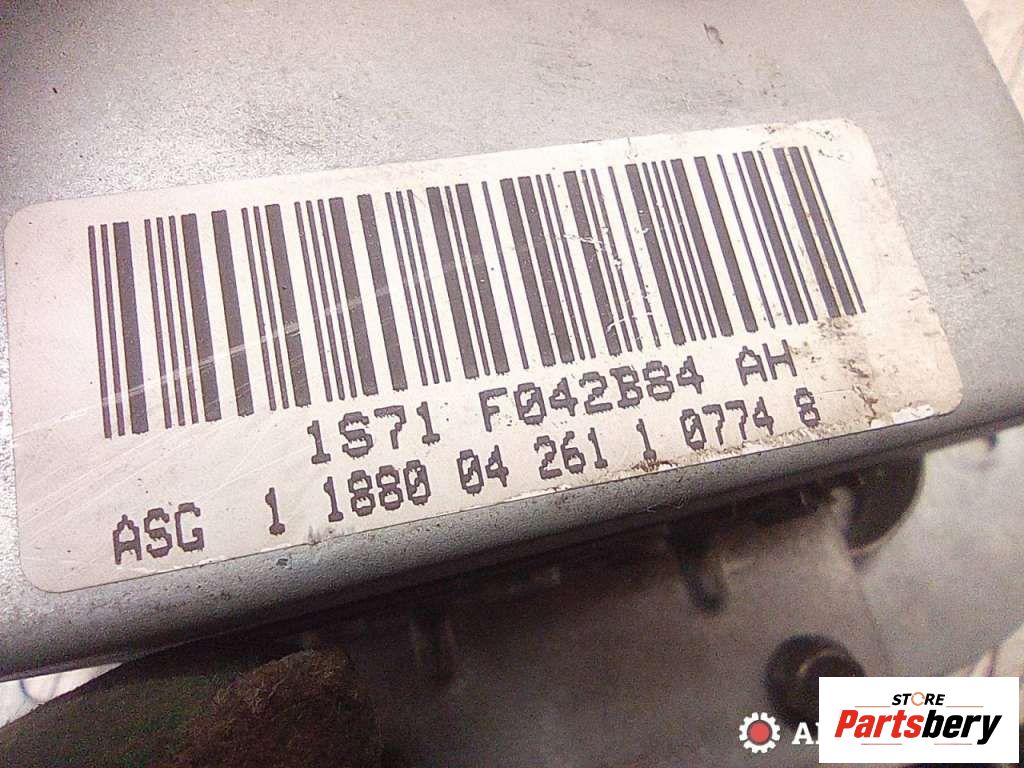 1S71 F042B84 AH
ASG 1 1880 04 261 1 0774 8
STORE
Partsbery